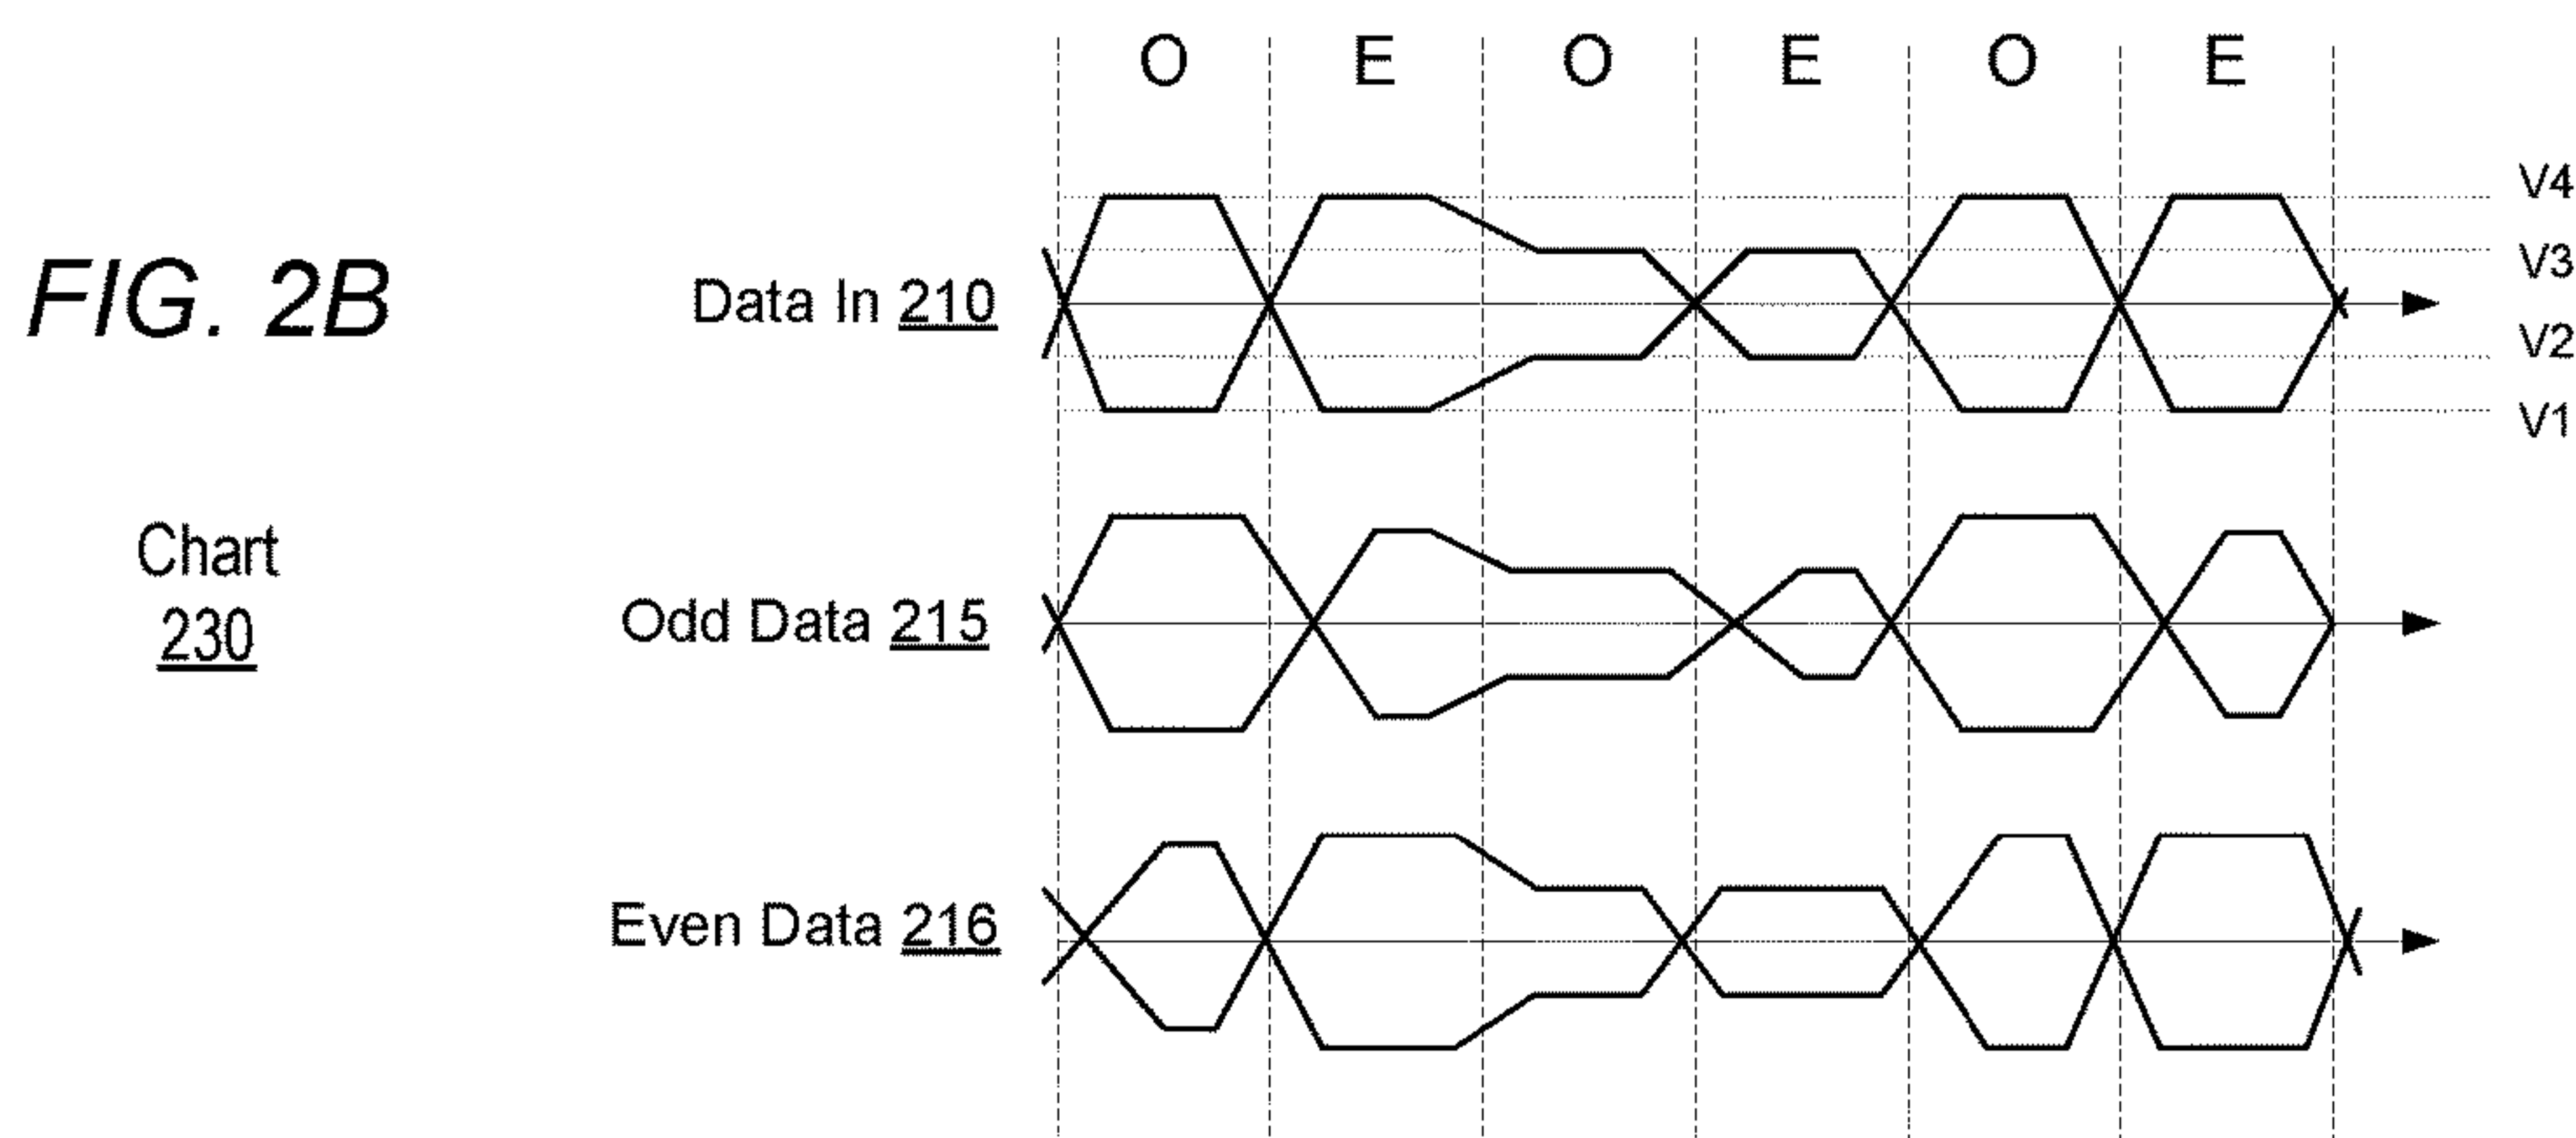 O E O E O E
V4
FIG. 2B
Data In 210
V3
V2
V1
Chart
230
Odd Data 215
Even Data 216